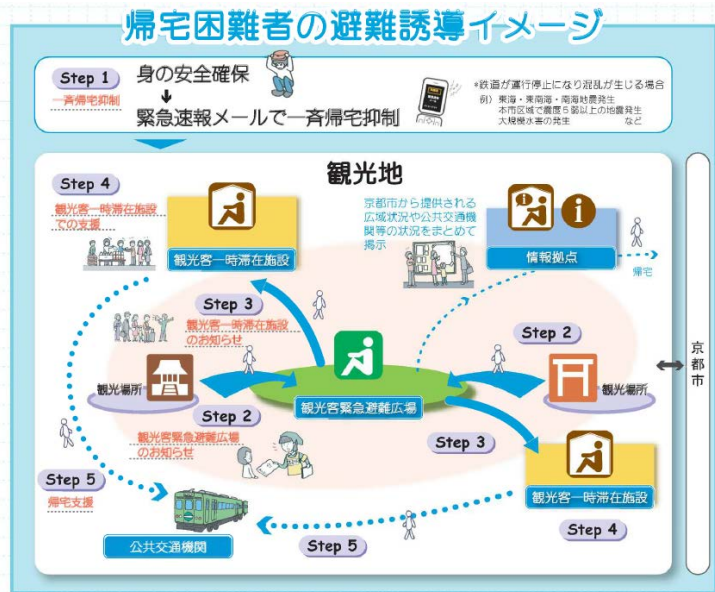 帰宅困難者の避難誘導イメージ
Step 1
一斉帰宅抑制
身の安全確保
↓
緊急速報メールで一斉帰宅抑制
*鉄道が運行停止になり混乱が生じる場合
例）東海・東南海・南海地震発生
本市区域で震度5弱以上の地震発生
大規模水害の発生　など
観光地
Step 4
観光客一時滞在施設
での支援
観光客一時滞在施設
京都市から提供される
広域状況や公共交通機
関等の状況をまとめて
掲示
情報拠点
帰宅
Step 3
観光客一時滞在施設
のお知らせ
Step 2
観光場所
観光客緊急避難広場
観光場所
京都市
Step 2
観光客緊急避難広場
のお知らせ
Step 3
観光客一時滞在施設
Step 4
Step 5
帰宅支援
公共交通機関
Step 5